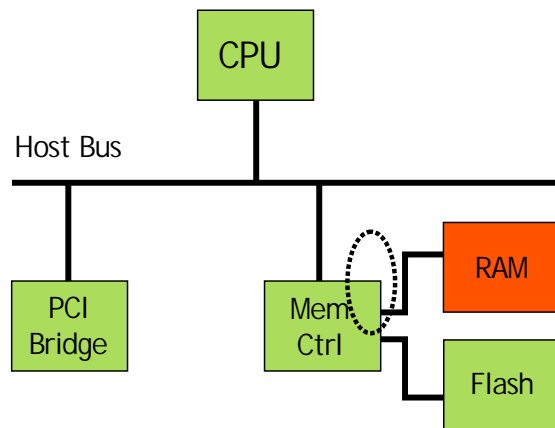 CPU
Host Bus
PCI
Bridge
Mem
Ctrl
RAM
Flash